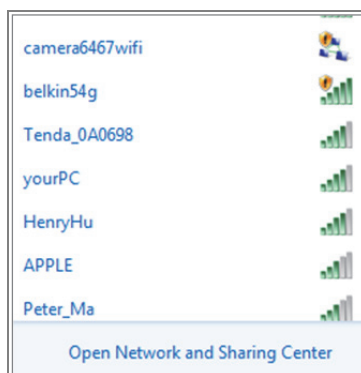 camera6467wifi
belkin54g
Tenda_0A0698
yourPC
HenryHu
APPLE
Peter_Ma
Open Network and Sharing Center